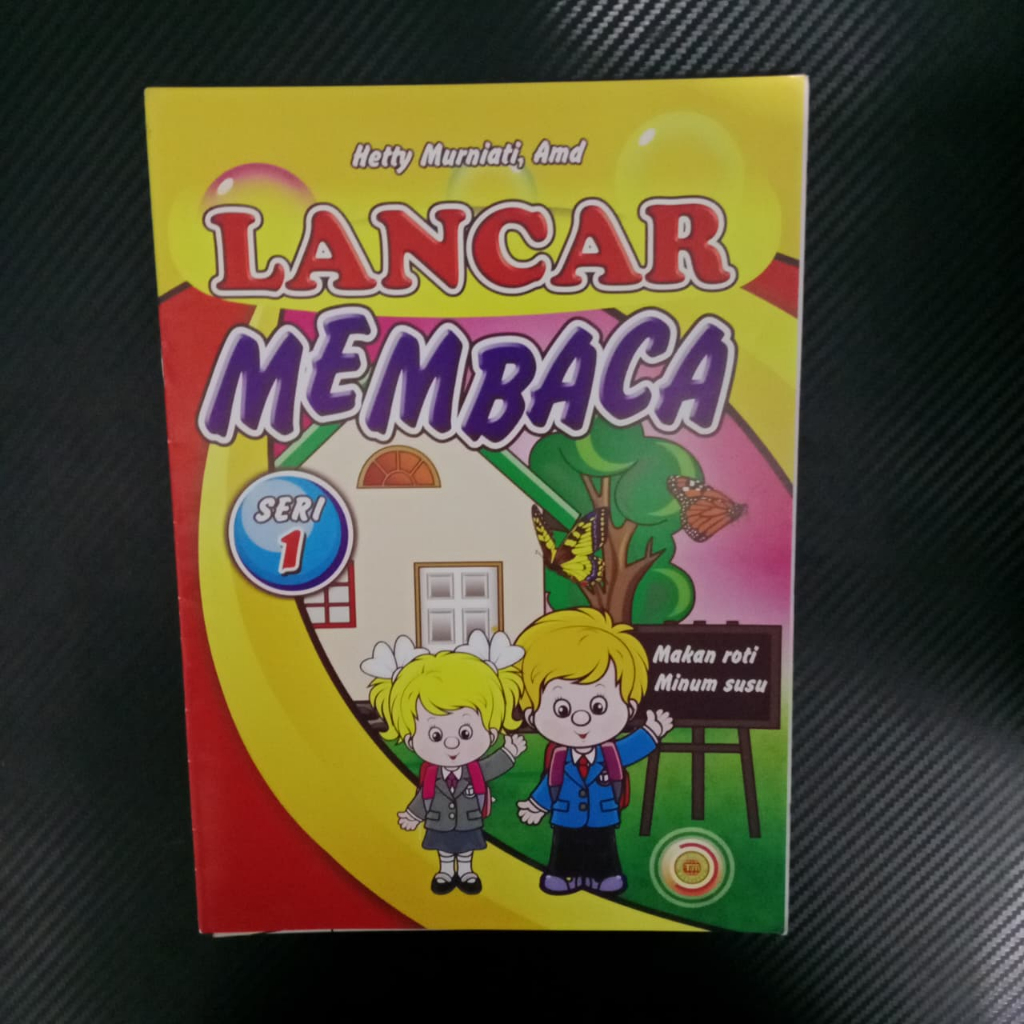 Hetty Murniati, Amd
LANCAR
MEMBACA
SERI
1
Makan roti
Minum susu